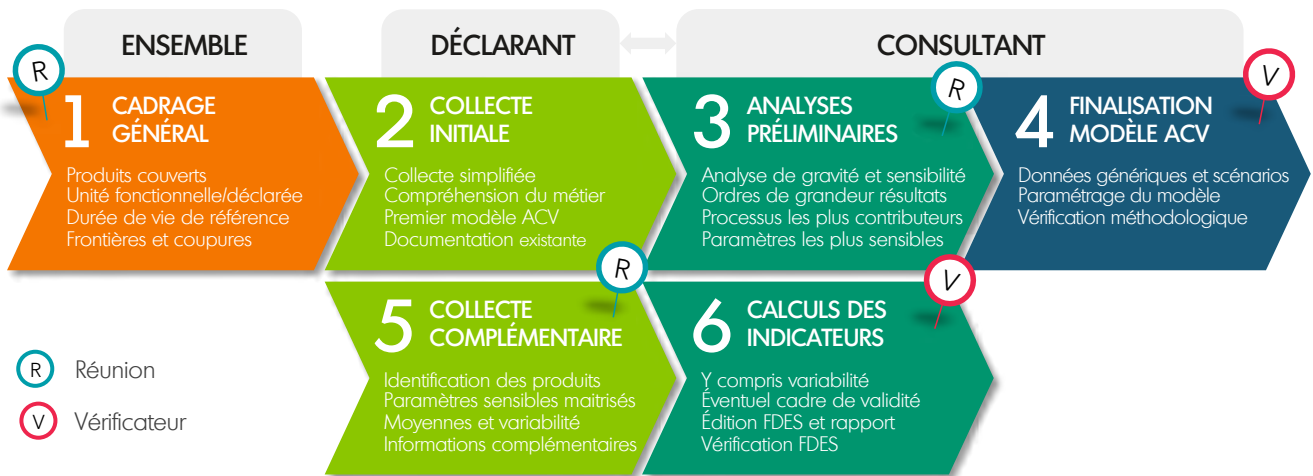 ENSEMBLE
DÉCLARANT
CONSULTANT
R
1
CADRAGE
GÉNÉRAL
Produits couverts
Unité fonctionnelle/déclarée
Durée de vie de référence
Frontières et coupures
2
COLLECTE
INITIALE
Collecte simplifiée
Compréhension du métier
Premier modèle ACV
Documentation existante
3
ANALYSES
PRÉLIMINAIRES
R
Analyse de gravité et sensibilité
Ordres de grandeur résultats
Processus les plus contributeurs
Paramètres les plus sensibles
4
FINALISATION
MODÈLE ACV
V
Données génériques et scénarios
Paramétrage du modèle
Vérification méthodologique
5
COLLECTE
COMPLÉMENTAIRE
R
Identification des produits
Paramètres sensibles maitrisés
Moyennes et variabilité
Informations complémentaires
6
CALCULS DES
INDICATEURS
V
Y compris variabilité
Éventuel cadre de validité
Édition FDES et rapport
Vérification FDES
R Réunion
V Vérificateur